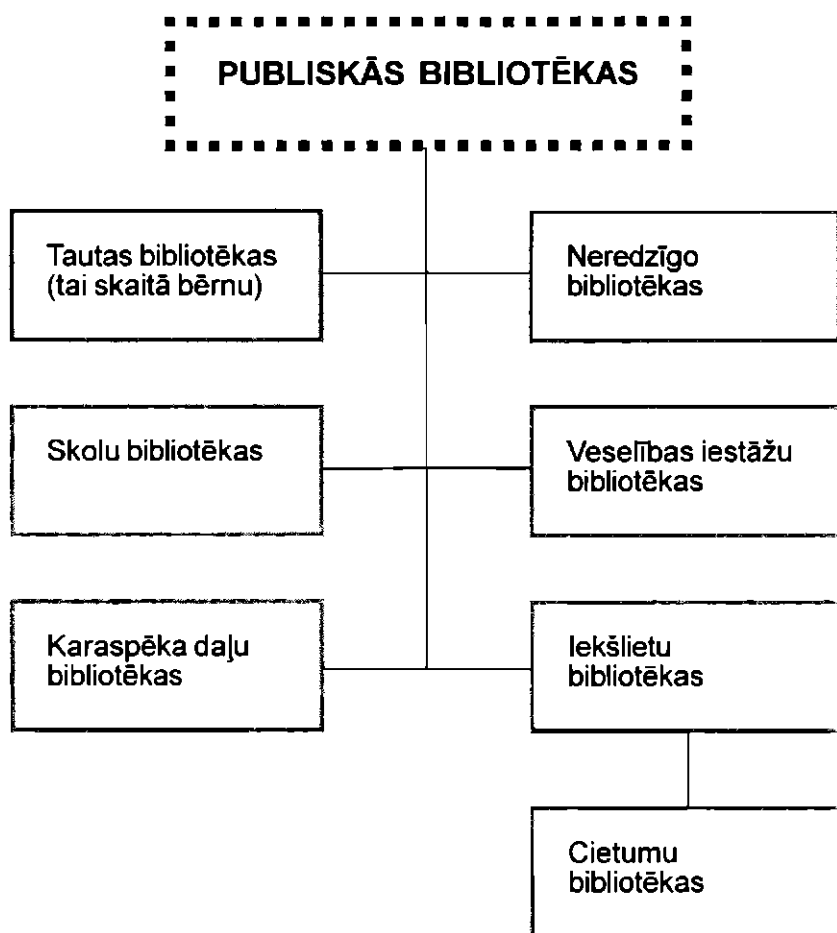 PUBLISKĀS BIBLIOTĒKAS
Tautas bibliotēkas
(tai skaitā bērnu)
Neredzīgo
bibliotēkas
Skolu bibliotēkas
Veselības iestāžu
bibliotēkas
Karaspēka daļu
bibliotēkas
Iekšlietu
bibliotēkas
Cietumu
bibliotēkas